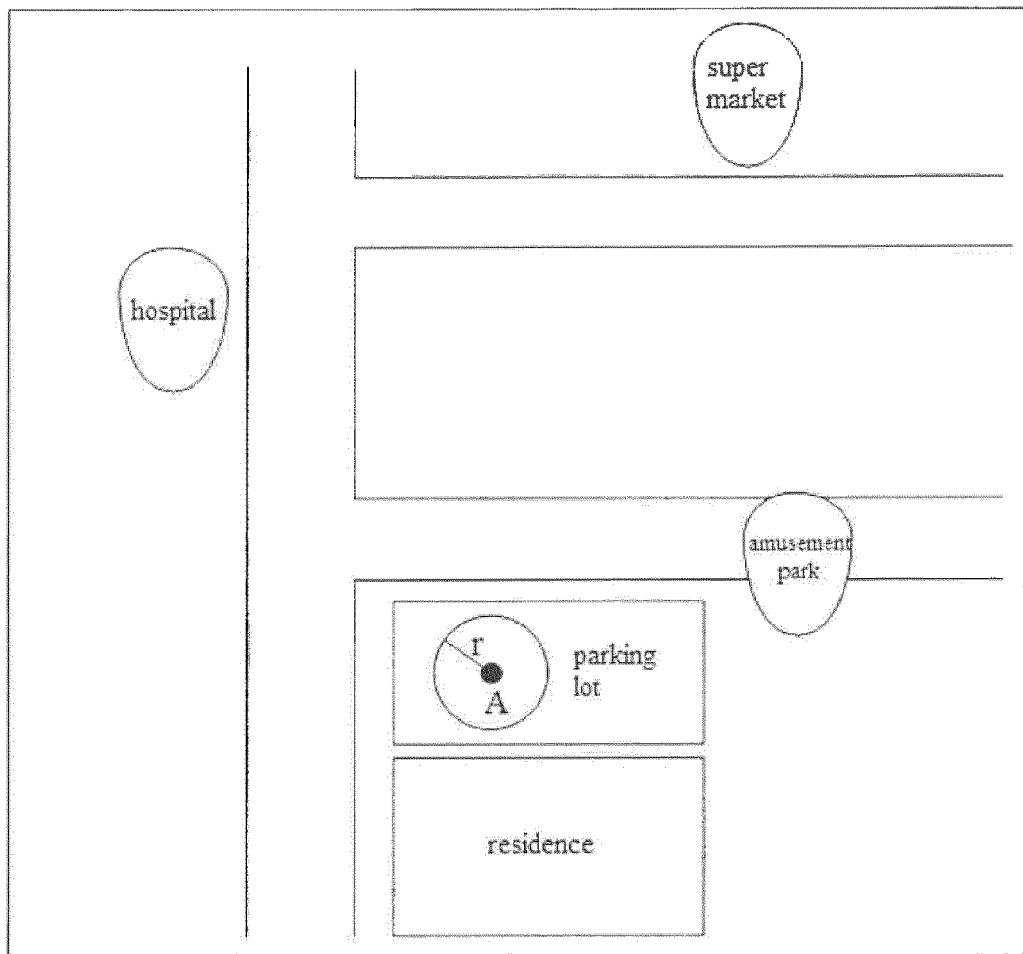 super
market
hospital
amusement
park
r
A
parking
lot
residence